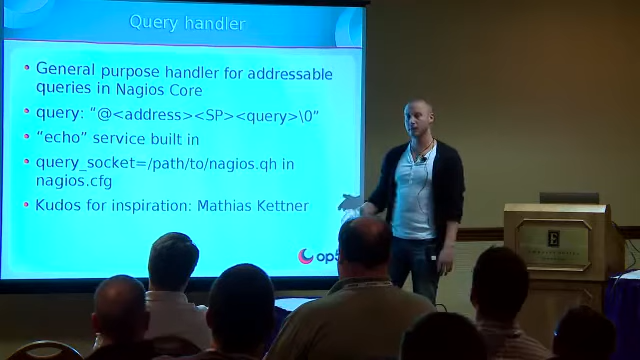 Query handler
General purpose handler for addressable
queries in Nagios Core
query: “@<address><SP><query>\0”
“echo” service built in
query_socket=/path/to/nagios.qh in
nagios.cfg
Kudos for inspiration: Mathias Kettner
op5
E